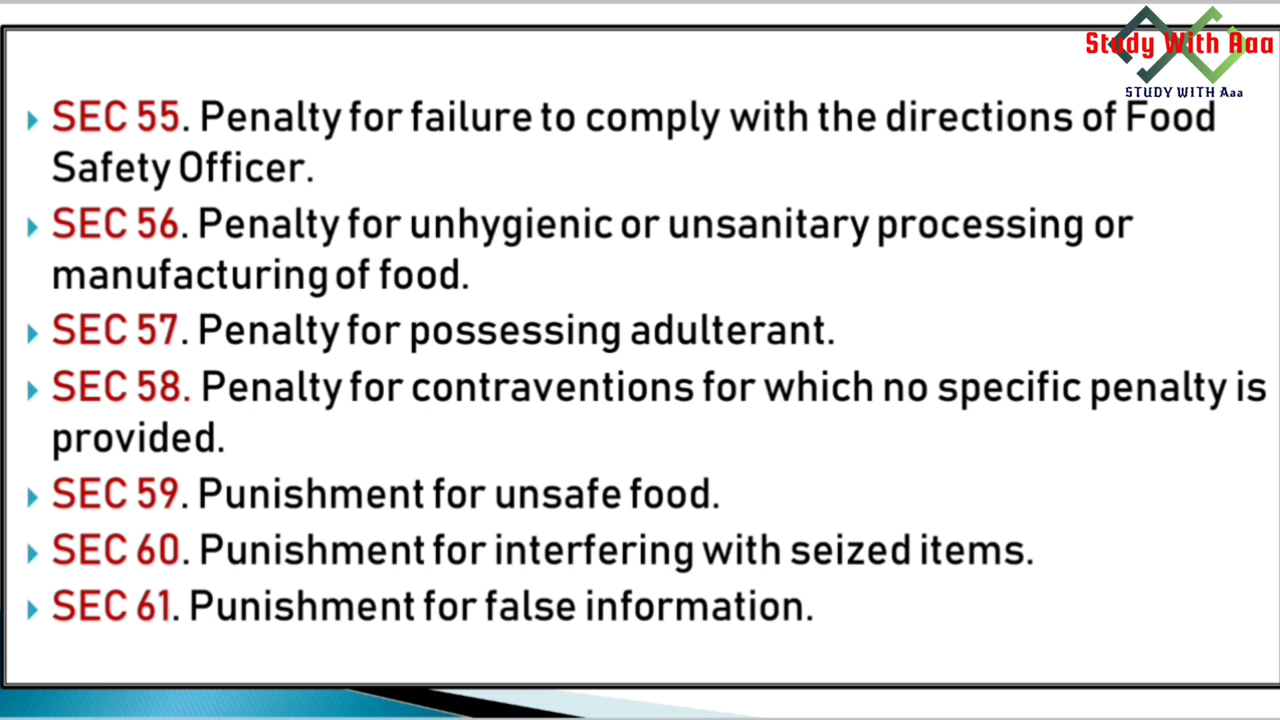 Study With Aaa
STUDY WITH Aaa
SEC 55. Penalty for failure to comply with the directions of Food
Safety Officer.
SEC 56. Penalty for unhygienic or unsanitary processing or
manufacturing of food.
SEC 57. Penalty for possessing adulterant.
SEC 58. Penalty for contraventions for which no specific penalty is
provided.
SEC 59. Punishment for unsafe food.
SEC 60. Punishment for interfering with seized items.
SEC 61. Punishment for false information.